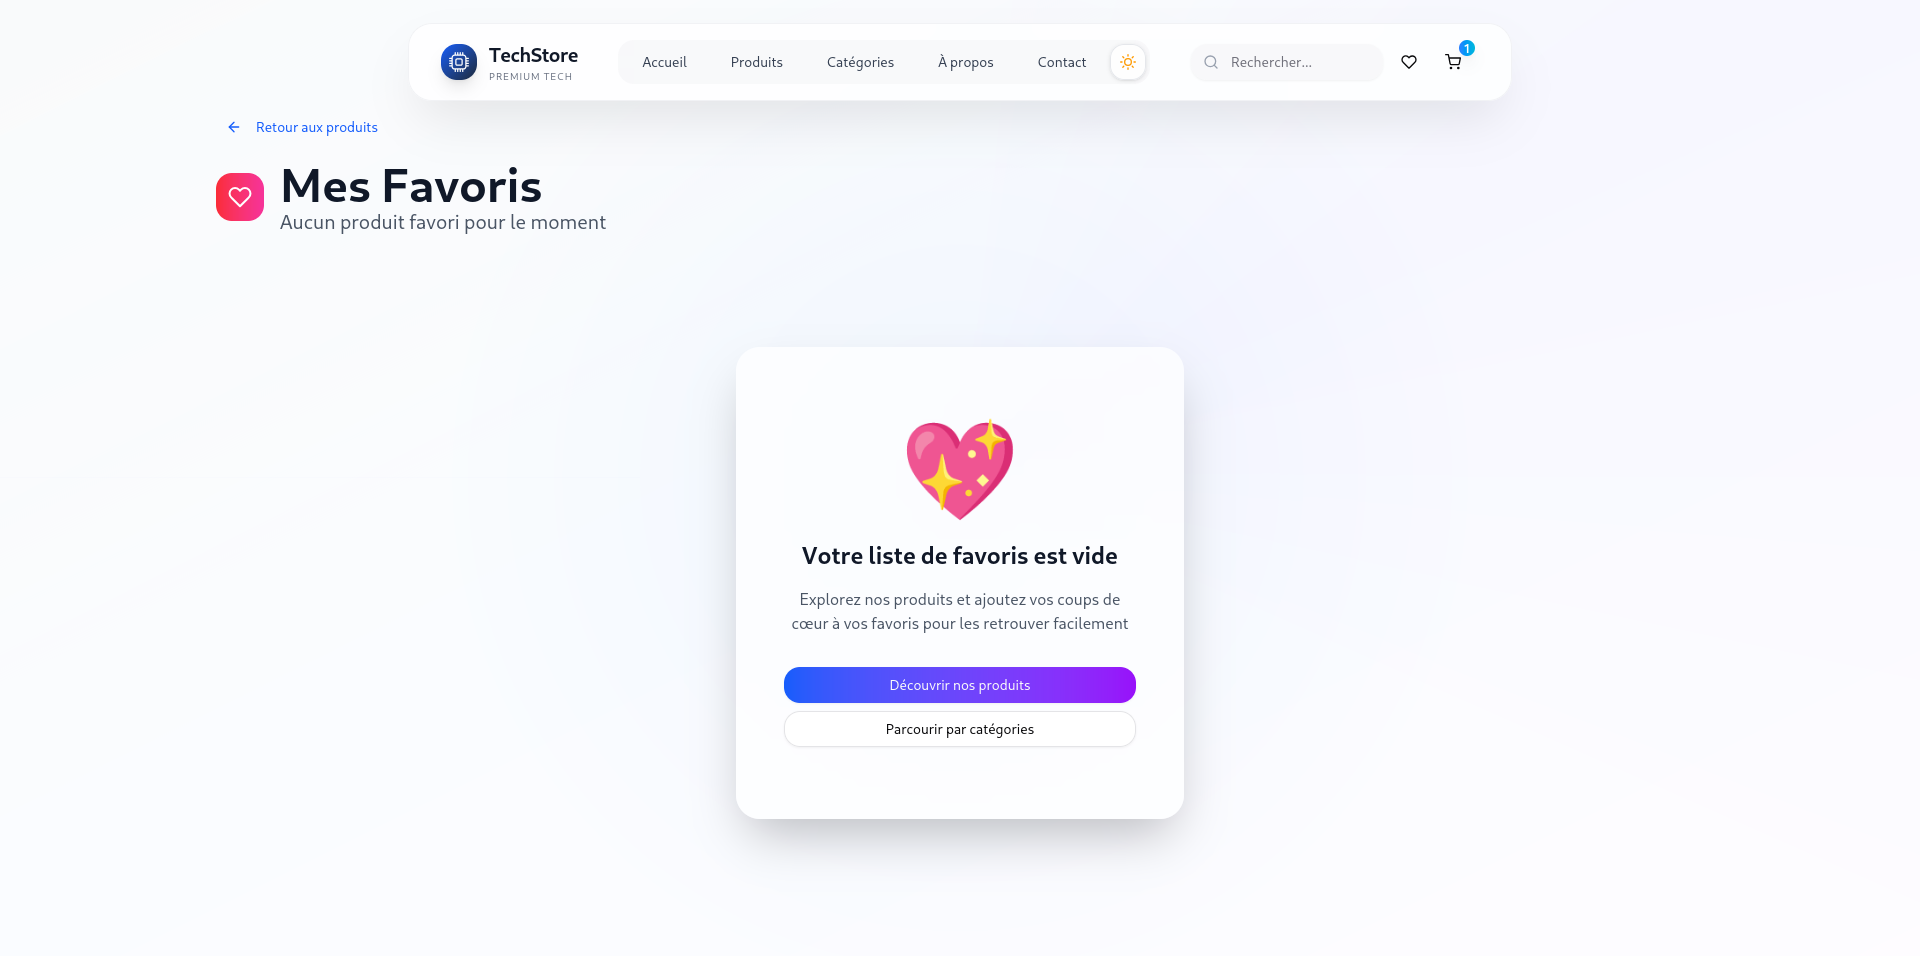 TechStore
PREMIUM TECH
Accueil
Produits
Catégories
À propos
Contact
Rechercher...
1
Retour aux produits
Mes Favoris
Aucun produit favori pour le moment
Votre liste de favoris est vide
Explorez nos produits et ajoutez vos coups de
cœur à vos favoris pour les retrouver facilement
Découvrir nos produits
Parcourir par catégories